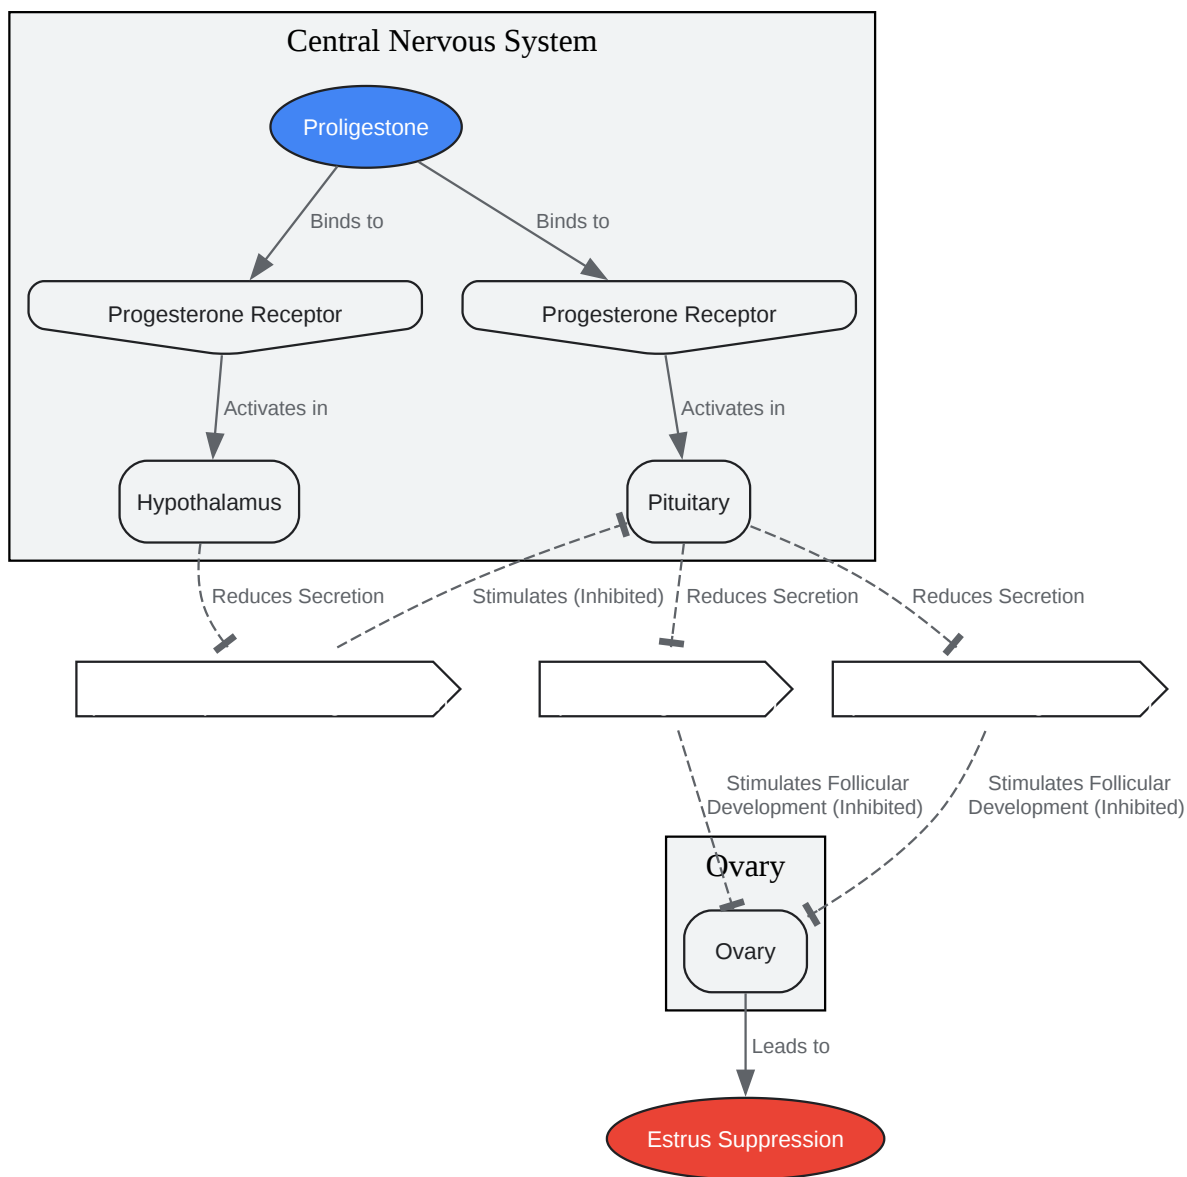 Central Nervous System
Proligestone
Binds to
Binds to
Progesterone Receptor
Progesterone Receptor
Activates in
Activates in
Hypothalamus
Pituitary
Reduces Secretion
Stimulates (Inhibited)
Reduces Secretion
Reduces Secretion
Stimulates Follicular
Development (Inhibited)
Stimulates Follicular
Development (Inhibited)
Ovary
Ovary
Leads to
Estrus Suppression